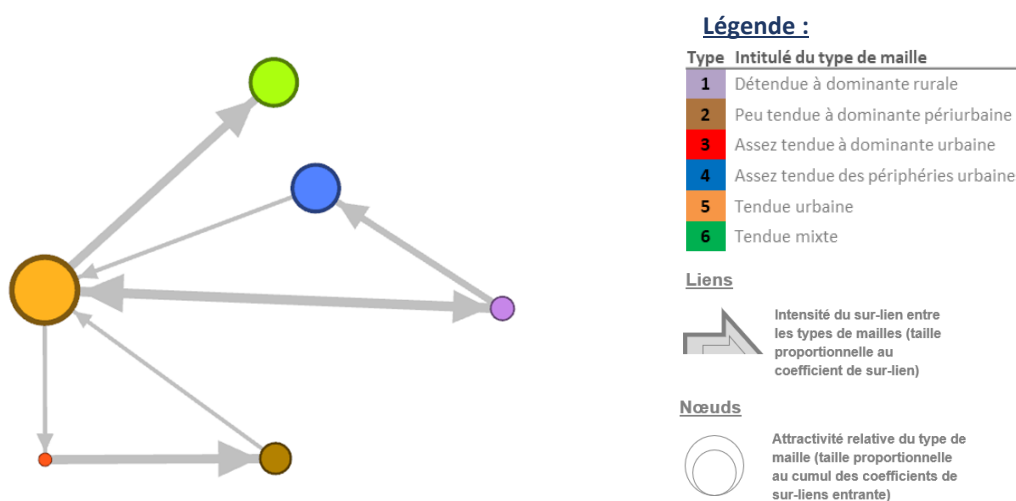 Légende :
Type Intitulé du type de maille
1 Détendue à dominante rurale
2 Peu tendue à dominante périurbaine
3 Assez tendue à dominante urbaine
4 Assez tendue des périphéries urbaine
5 Tendue urbaine
6 Tendue mixte
Liens
Intensité du sur-lien entre
les types de mailles (taille
proportionnelle au
coefficient de sur-lien)
Nœuds
Attractivité relative du type de
maille (taille proportionnelle
au cumul des coefficients de
sur-liens entrante)